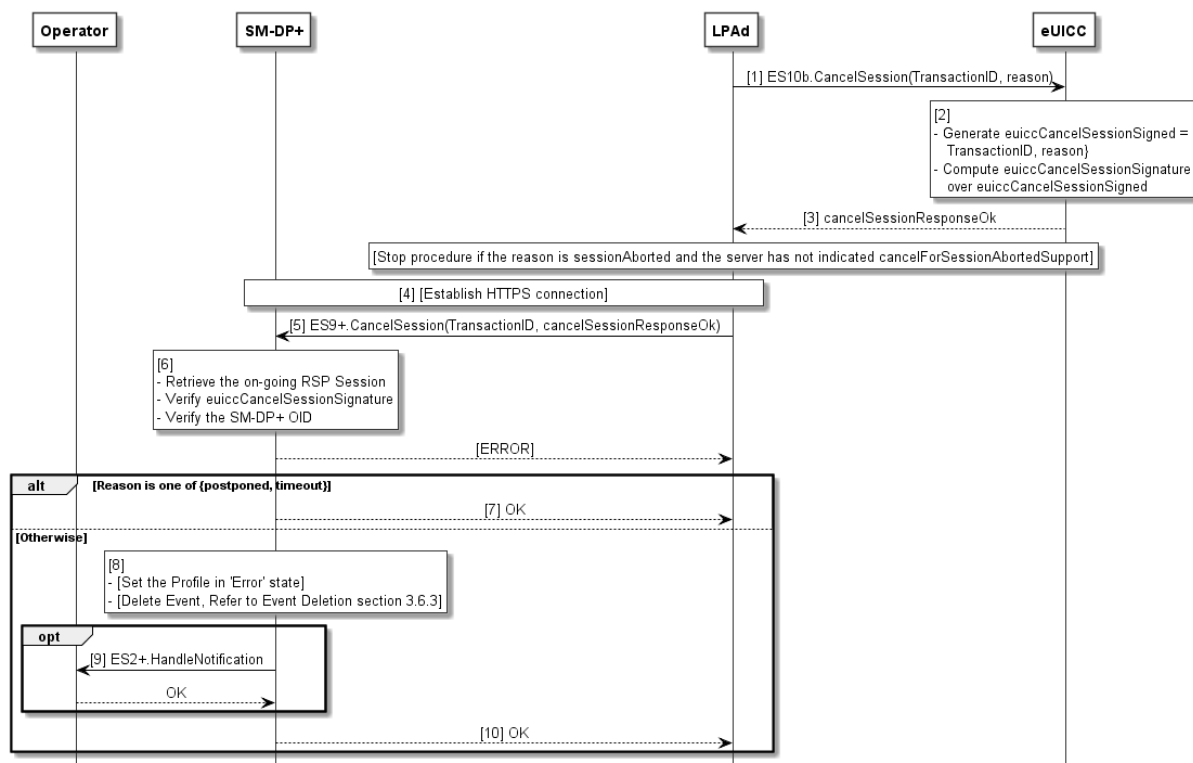 Operator
SM-DP+
LPAd
eUICC
[1] ES10b.CancelSession(TransactionID, reason)
[2]
- Generate euiccCancelSessionSigned =
TransactionID, reason}
- Compute euiccCancelSessionSignature
over euiccCancelSessionSigned
[3] cancelSessionResponseOk
[Stop procedure if the reason is sessionAborted and the server has not indicated cancelForSessionAbortedSupport]
[4] [Establish HTTPS connection]
[5] ES9+.CancelSession(TransactionID, cancelSessionResponseOk)
[6]
- Retrieve the on-going RSP Session
- Verify euiccCancelSessionSignature
- Verify the SM-DP+ OID
[ERROR]
alt
[Reason is one of {postponed, timeout}]
[7] OK
[Otherwise]
[8]
- [Set the Profile in 'Error' state]
- [Delete Event, Refer to Event Deletion section 3.6.3]
opt
[9] ES2+.HandleNotification
OK
[10] OK